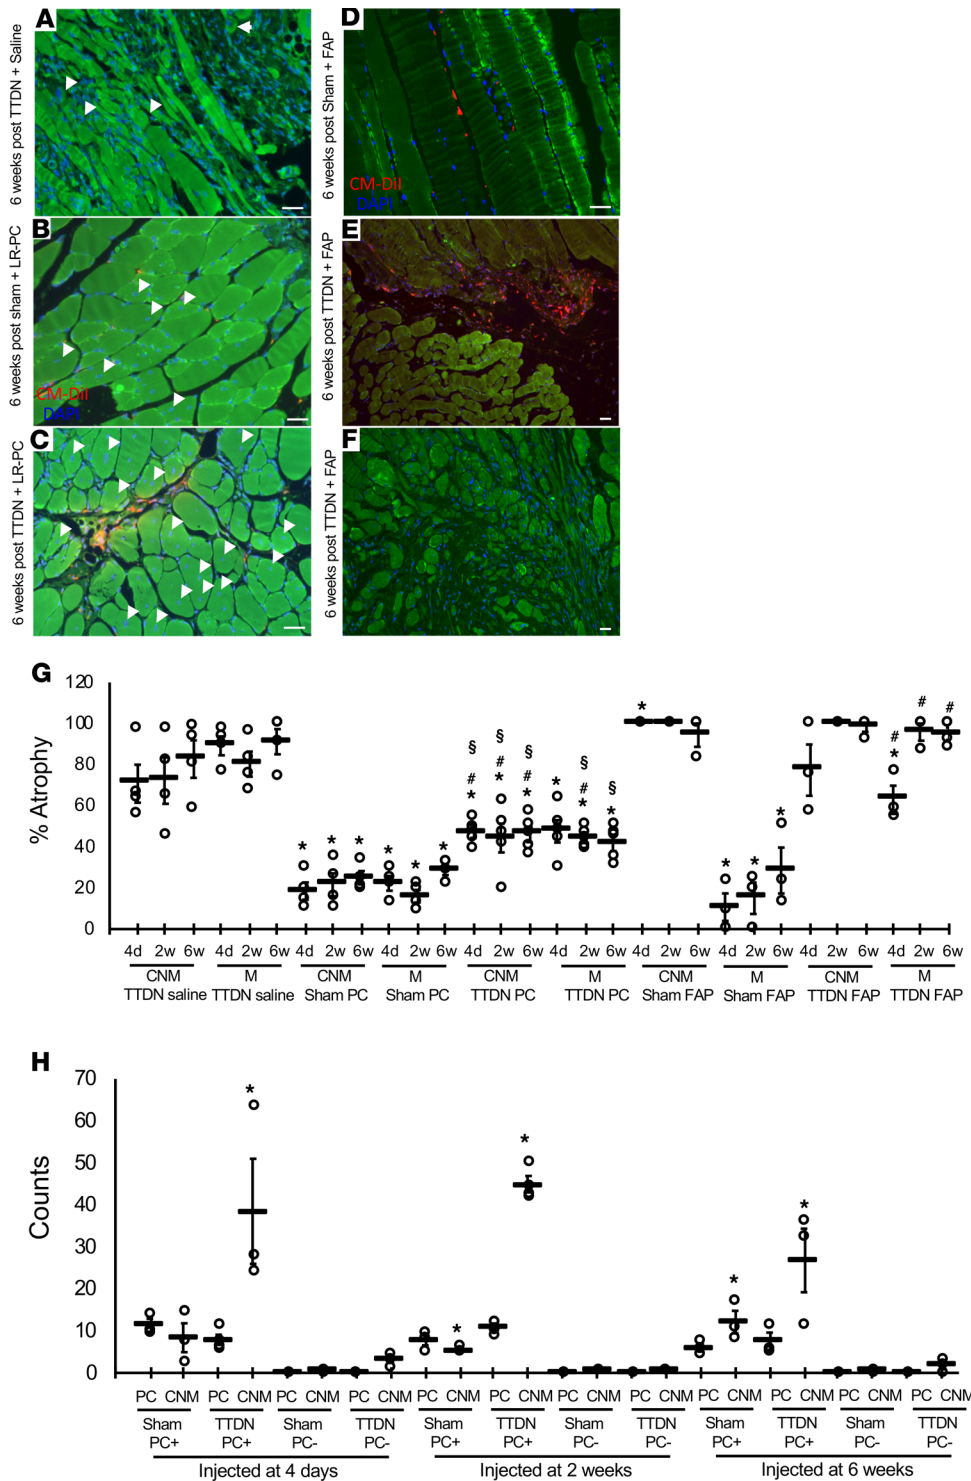 A
6 weeks post TTDN + Saline
D
6 weeks post Sham + FAP
CM-Dil
DAPI
B
6 weeks post sham + LR-PC
CM-Dil
DAPI
E
6 weeks post TTDN + FAP
C
6 weeks post TTDN + LR-PC
F
6 weeks post TTDN + FAP
G
% Atrophy
120
100
80
60
40
20
0
* * * * * * § # * § # * § # * * § # * § * * * * * # * # #
4d 2w 6w 4d 2w 6w 4d 2w 6w 4d 2w 6w 4d 2w 6w 4d 2w 6w 4d 2w 6w 4d 2w 6w 4d 2w 6w 4d 2w 6w
CNM M CNM M CNM M CNM M CNM M
TTDN saline TTDN saline Sham PC Sham PC TTDN PC TTDN PC Sham FAP Sham FAP TTDN FAP TTDN FAP
H
Counts
70
60
50
40
30
20
10
0
* * * * *
PC CNM PC CNM PC CNM PC CNM PC CNM PC CNM PC CNM PC CNM PC CNM PC CNM PC CNM PC CNM
Sham TTDN Sham TTDN Sham TTDN Sham TTDN Sham TTDN Sham TTDN
PC+ PC+ PC- PC- PC+ PC+ PC- PC- PC+ PC+ PC- PC-
Injected at 4 days Injected at 2 weeks Injected at 6 weeks